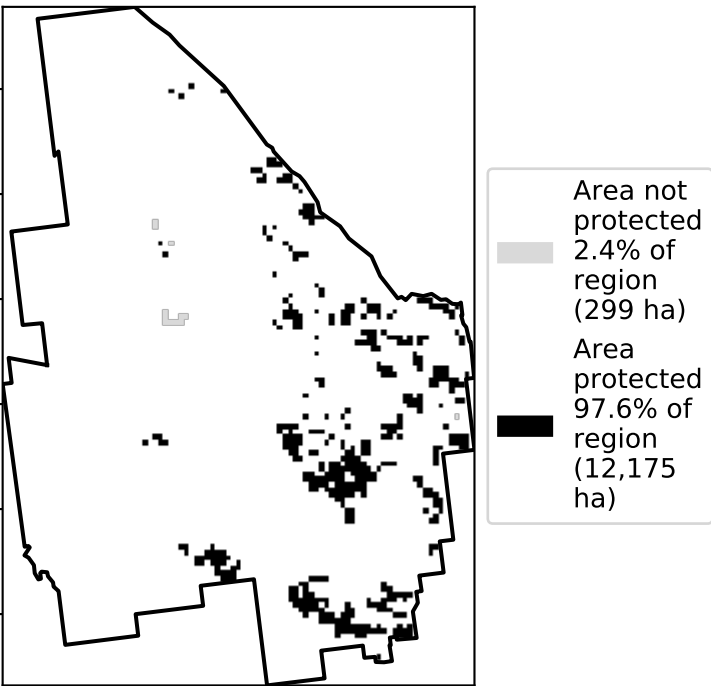 Area not
protected
2.4% of
region
(299 ha)
Area
protected
97.6% of
region
(12,175
ha)